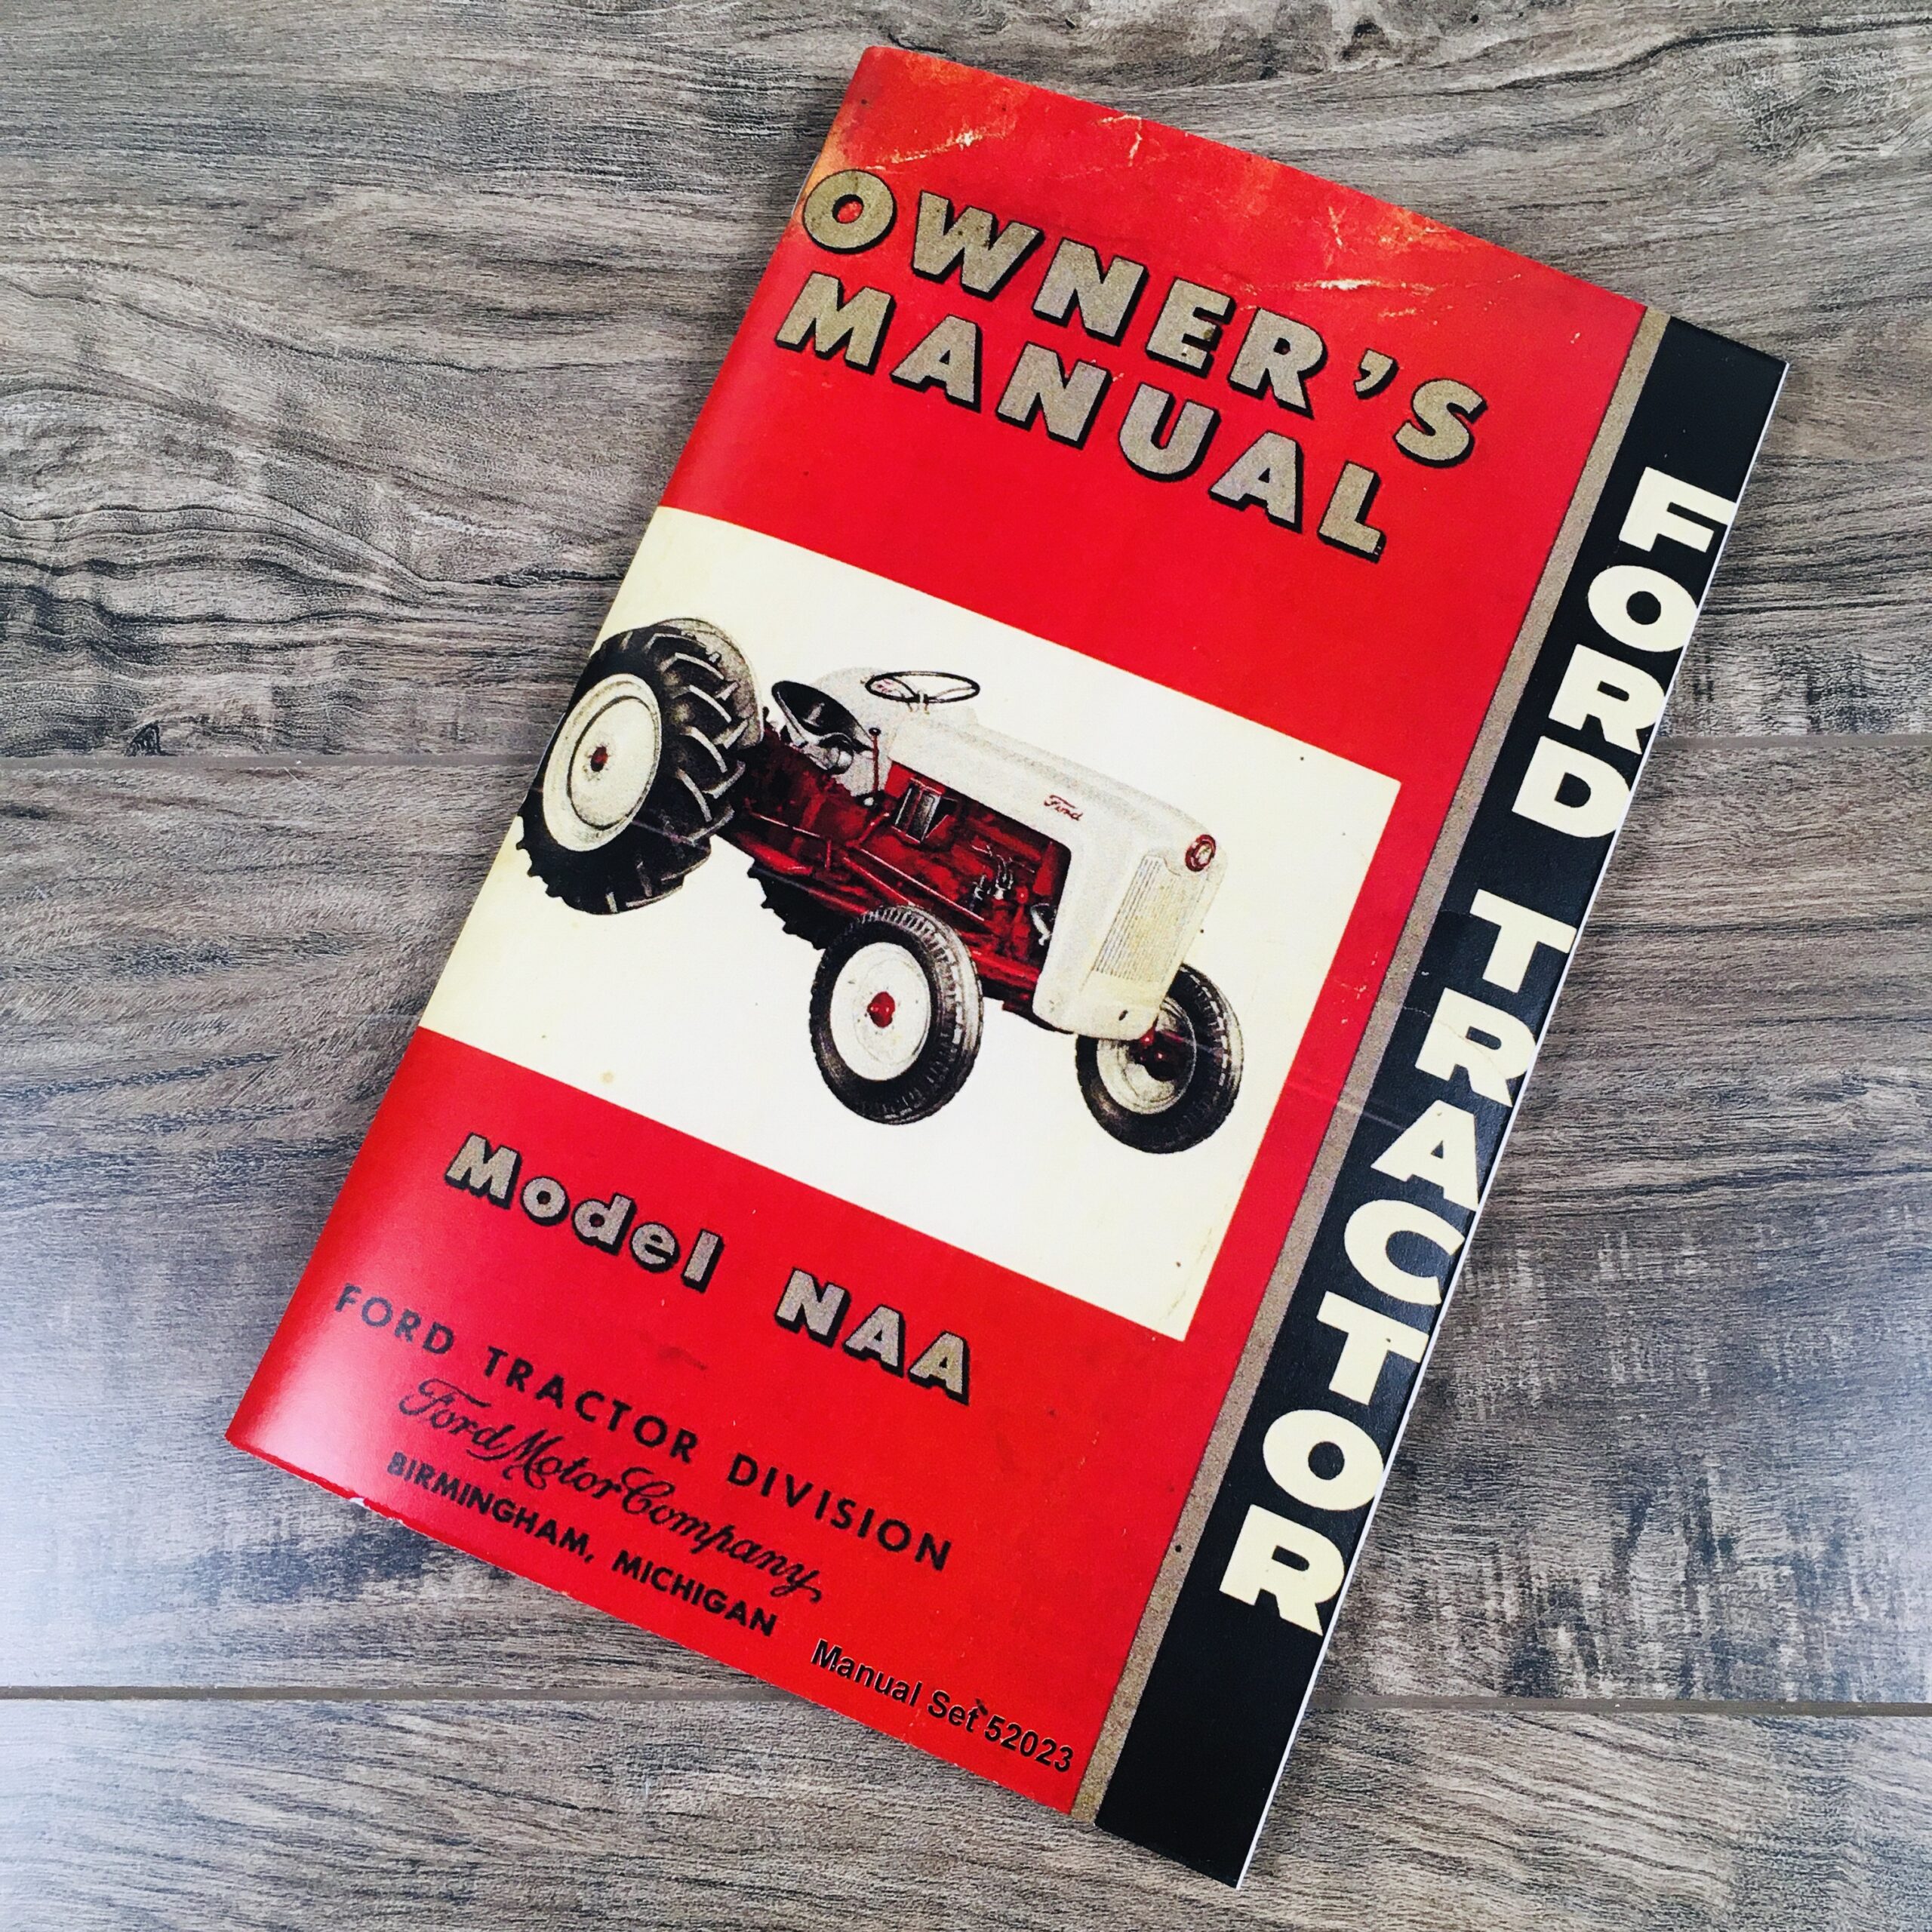 OWNER'S
MANUAL
Ford
Model NAA
FORD TRACTOR DIVISION
Ford Motor Company,
BIRMINGHAM, MICHIGAN
Manual Set 52023
FORD TRACTOR